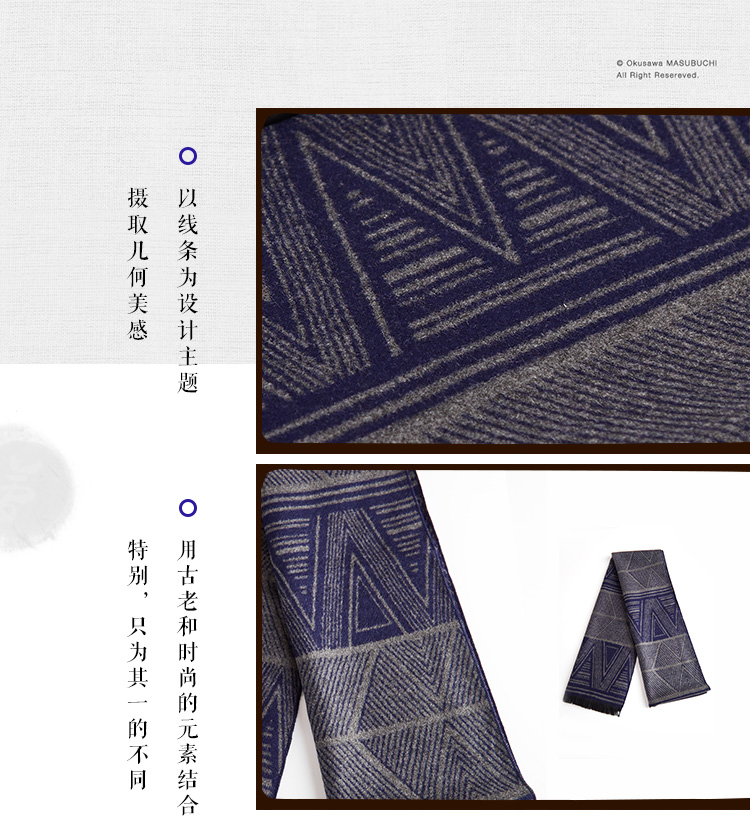 © Okusawa MASUBUCHI
All Right Resereved.
以线条为设计主题
摄取几何美感
用古老和时尚的元素结合
特别，只为其一的不同